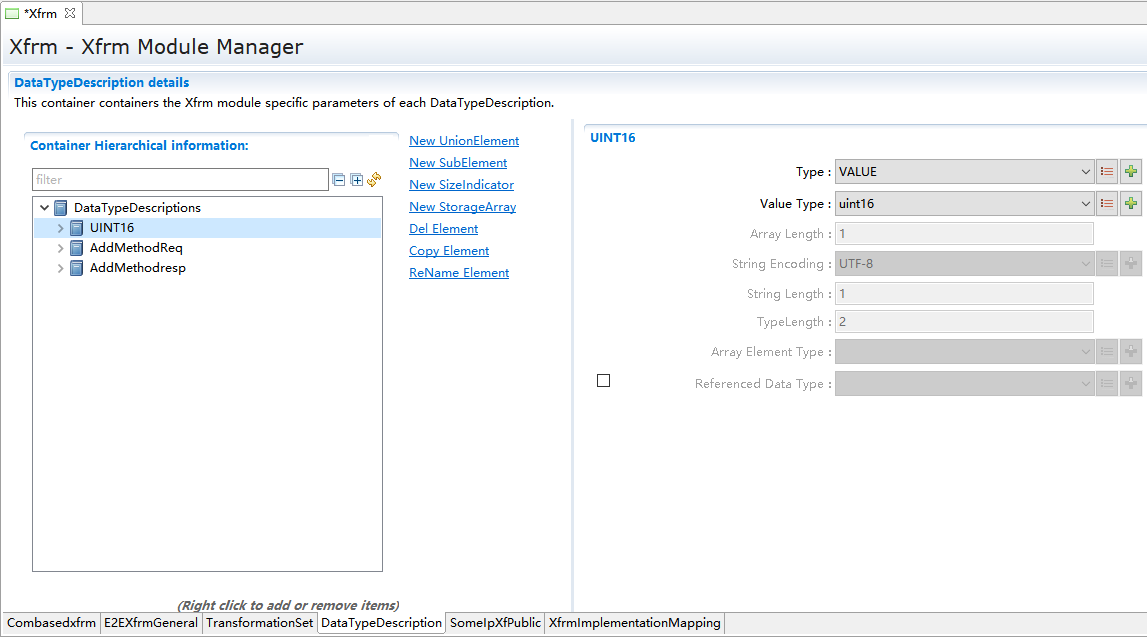 *Xfrm
Xfrm - Xfrm Module Manager
DataTypeDescription details
This container containers the Xfrm module specific parameters of each DataTypeDescription.
Container Hierarchical information:
filter
DataTypeDescriptions
UINT16
AddMethodReq
AddMethodresp
(Right click to add or remove items)
New UnionElement
New SubElement
New SizeIndicator
New StorageArray
Del Element
Copy Element
ReName Element
UINT16
Type : VALUE
Value Type : uint16
Array Length : 1
String Encoding : UTF-8
String Length : 1
TypeLength : 2
Array Element Type :
Referenced Data Type :
Combasedxfrm E2EXfrmGeneral TransformationSet DataTypeDescription SomeIpXfPublic XfrmImplementationMapping